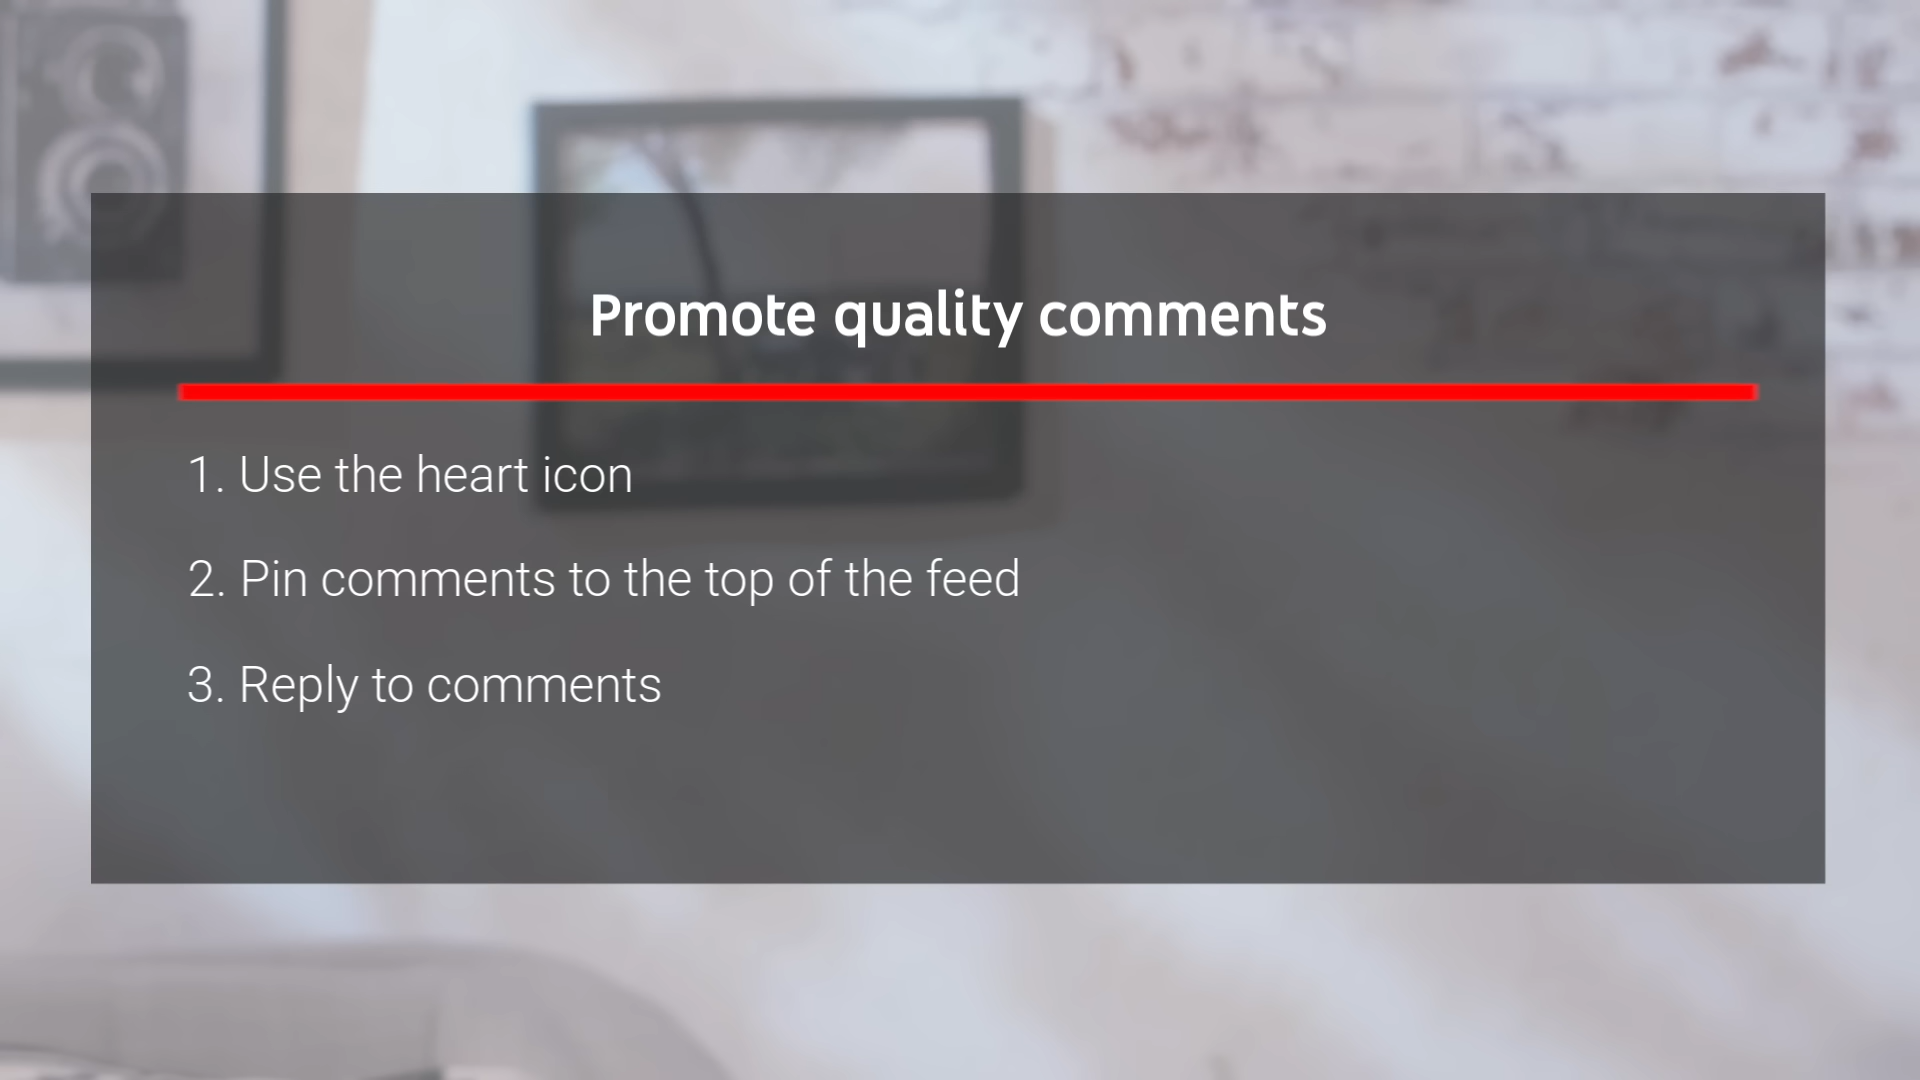 Promote quality comments
1. Use the heart icon
2. Pin comments to the top of the feed
3. Reply to comments